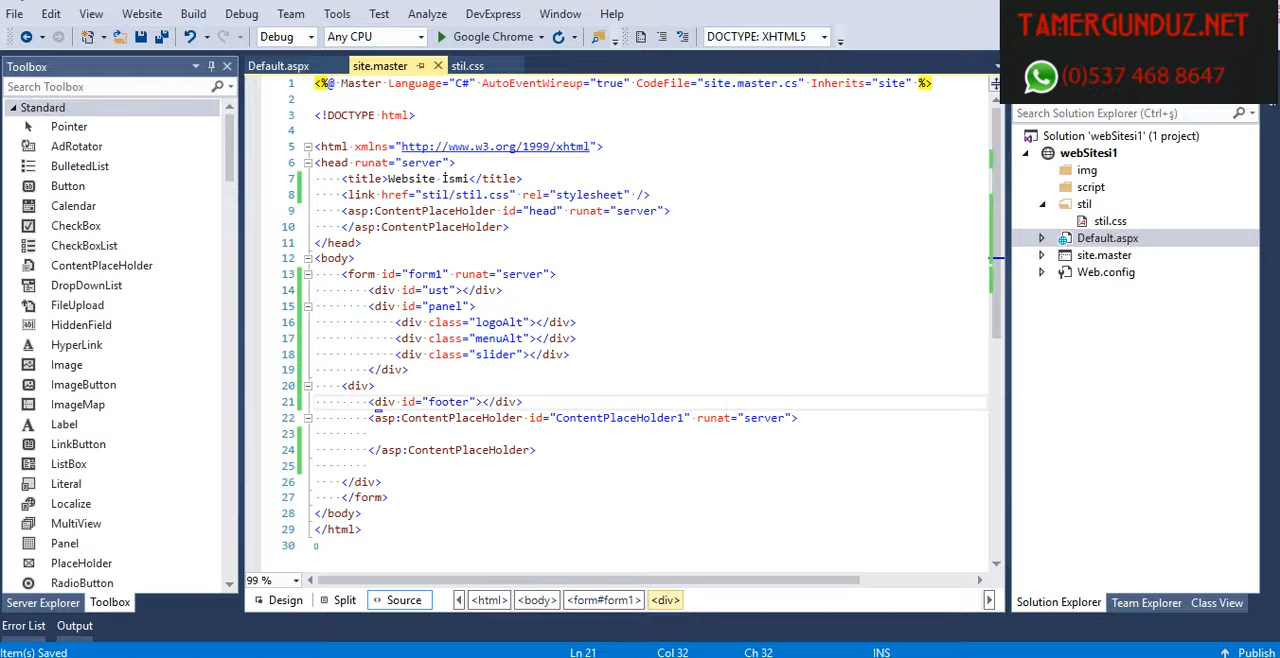 File Edit View Website Build Debug Team Tools Test Analyze DevExpress Window Help
TAMERGUNDUZ.NET
(0)537 468 8647
Debug Any CPU Google Chrome DOCTYPE: XHTML5
Toolbox
Search Toolbox
Standard
Pointer
AdRotator
BulletedList
Button
Calendar
CheckBox
CheckBoxList
ContentPlaceHolder
DropDownList
FileUpload
HiddenField
HyperLink
Image
ImageButton
ImageMap
Label
LinkButton
ListBox
Literal
Localize
MultiView
Panel
PlaceHolder
RadioButton
Server Explorer Toolbox
Default.aspx site.master stil.css
1 <%@ Master Language="C#" AutoEventWireup="true" CodeFile="site.master.cs" Inherits="site" %>
2
3 <!DOCTYPE html>
4
5 <html xmlns="http://www.w3.org/1999/xhtml">
6 <head runat="server">
7 <title>Website İsmi</title>
8 <link href="stil/stil.css" rel="stylesheet" />
9 <asp:ContentPlaceHolder id="head" runat="server">
10 </asp:ContentPlaceHolder>
11 </head>
12 <body>
13 <form id="form1" runat="server">
14 <div id="ust"></div>
15 <div id="panel">
16 <div class="logoAlt"></div>
17 <div class="menuAlt"></div>
18 <div class="slider"></div>
19 </div>
20 <div>
21 <div id="footer"></div>
22 <asp:ContentPlaceHolder id="ContentPlaceHolder1" runat="server">
23
24 </asp:ContentPlaceHolder>
25
26 </div>
27 </form>
28 </body>
29 </html>
30
99 %
Design Split Source <html> <body> <form#form1> <div>
Search Solution Explorer (Ctrl+ş)
Solution 'webSitesi1' (1 project)
webSitesi1
img
script
stil
stil.css
Default.aspx
site.master
Web.config
Solution Explorer Team Explorer Class View
Error List Output
Item(s) Saved Ln 21 Col 32 Ch 32 INS Publish